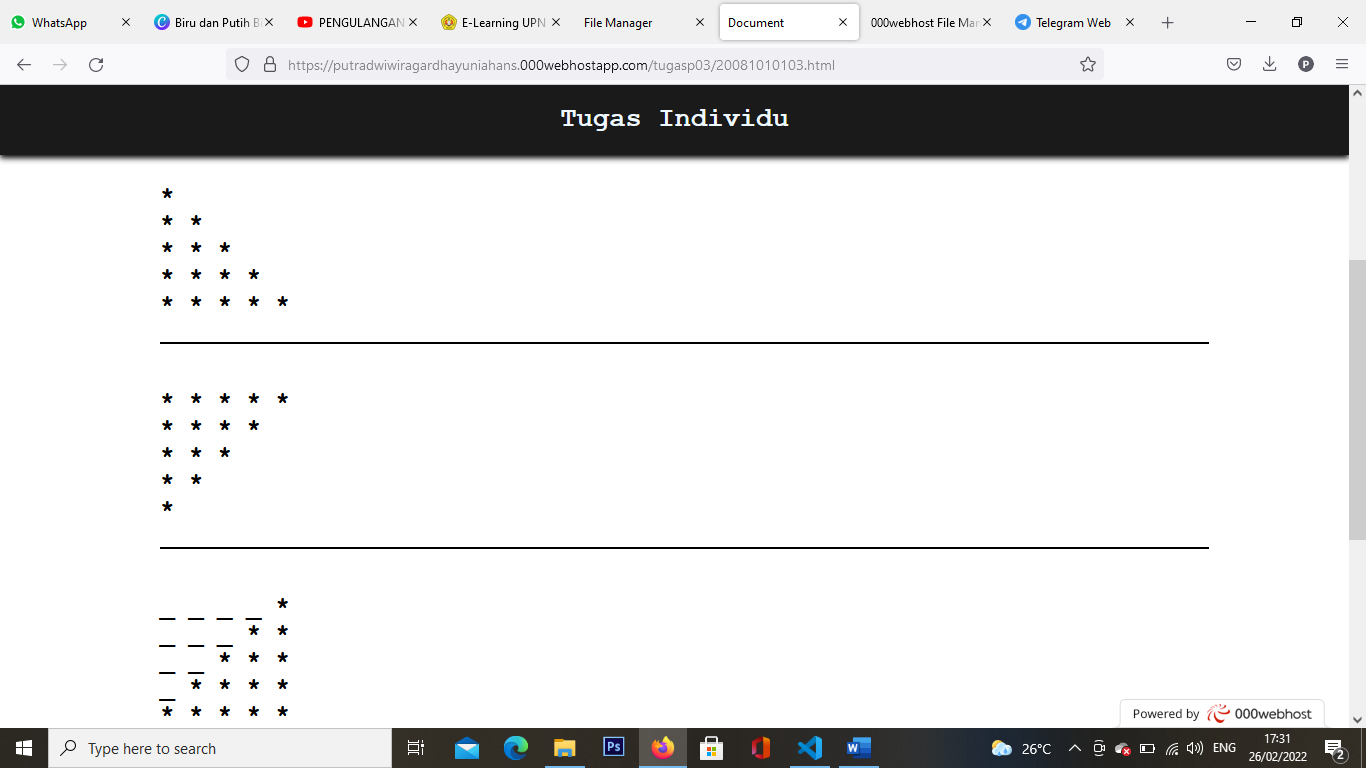 WhatsApp
Biru dan Putih B
PENGULANGAN
E-Learning UPN
File Manager
Document
000webhost File Mar
Telegram Web
https://putradwiwiragardhayuniahans.000webhostapp.com/tugasp03/20081010103.html
P
Tugas Individu
*
* *
* * *
* * * *
* * * * *
* * * * *
* * * *
* * *
* *
*
_ _ _ _ *
_ _ _ * *
_ _ * * *
_ * * * *
* * * * *
Powered by 000webhost
Type here to search
Ps
26°C
ENG
17:31
26/02/2022
2